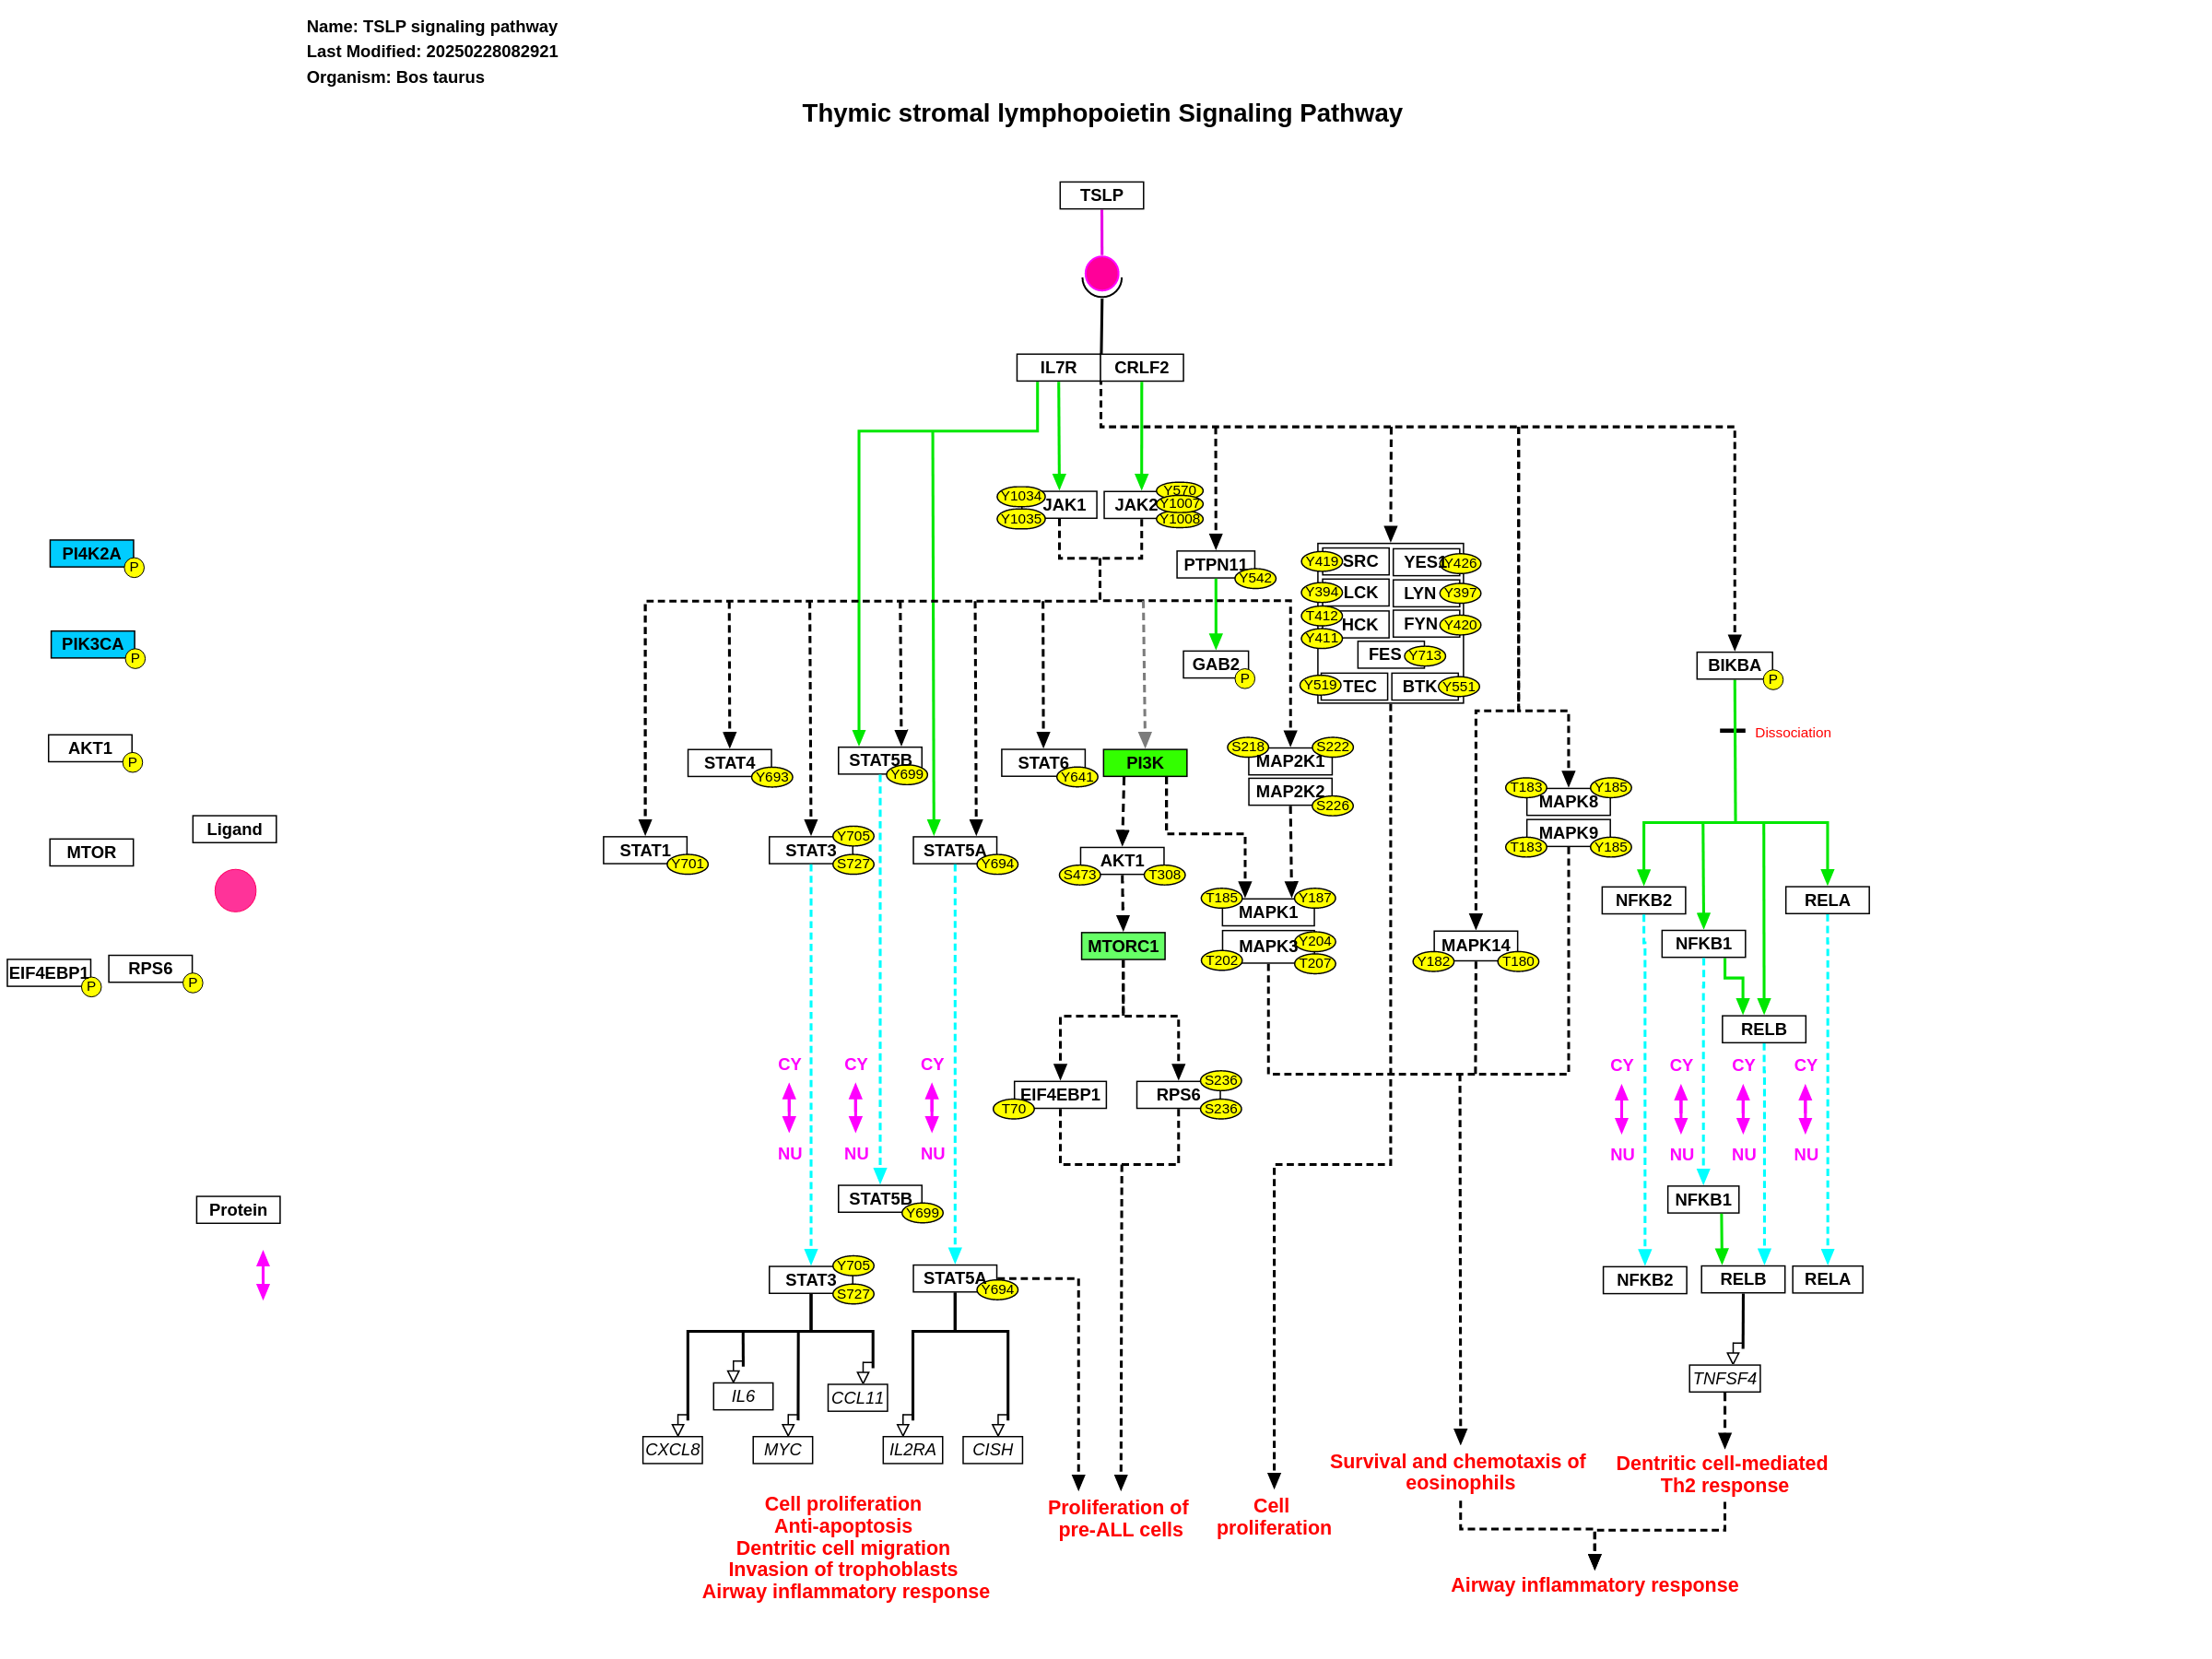 Name: TSLP signaling pathway
Last Modified: 20250228082921
Organism: Bos taurus
Thymic stromal lymphopoietin Signaling Pathway
TSLP
IL7R
CRLF2
Y1034
Y1035
JAK1
JAK2
Y570
Y1007
Y1008
PTPN11
Y542
GAB2
P
Y419
SRC
YES1
Y426
Y394
LCK
LYN
Y397
T412
Y411
HCK
FYN
Y420
FES
Y713
Y519
TEC
BTK
Y551
BIKBA
P
Dissociation
PI4K2A
P
PIK3CA
P
AKT1
P
MTOR
Ligand
EIF4EBP1
P
RPS6
P
Protein
STAT4
Y693
STAT5B
Y699
STAT6
Y641
PI3K
S218
S222
MAP2K1
MAP2K2
S226
T183
Y185
MAPK8
MAPK9
T183
Y185
STAT1
Y701
STAT3
Y705
S727
STAT5A
Y694
AKT1
S473
T308
T185
Y187
MAPK1
MAPK3
Y204
T202
T207
MTORC1
MAPK14
Y182
T180
NFKB2
NFKB1
RELA
RELB
CY
CY
CY
CY
CY
CY
CY
NU
NU
NU
NU
NU
NU
NU
EIF4EBP1
T70
RPS6
S236
S236
STAT5B
Y699
NFKB1
STAT3
Y705
S727
STAT5A
Y694
NFKB2
RELB
RELA
IL6
CCL11
CXCL8
MYC
IL2RA
CISH
TNFSF4
Cell proliferation
Anti-apoptosis
Dentritic cell migration
Invasion of trophoblasts
Airway inflammatory response
Proliferation of
pre-ALL cells
Cell
proliferation
Survival and chemotaxis of
eosinophils
Dentritic cell-mediated
Th2 response
Airway inflammatory response